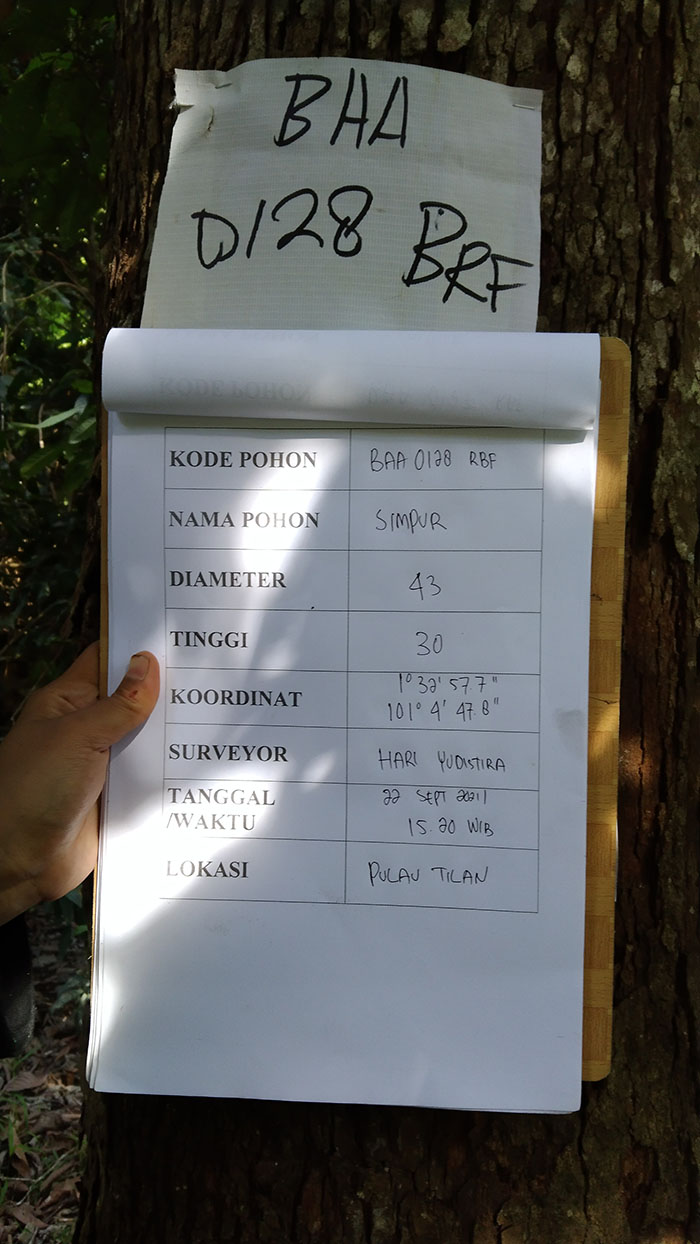 BAA
0128 BRF
KODE POHON BAA 0128 RBF
NAMA POHON SIMPUR
DIAMETER 43
TINGGI 30
KOORDINAT 1° 32' 57.7"
101° 4' 47.8"
SURVEYOR HARI YUDISTIRA
TANGGAL 22 SEPT 2021
/WAKTU 15.20 WIB
LOKASI PULAU TILAN